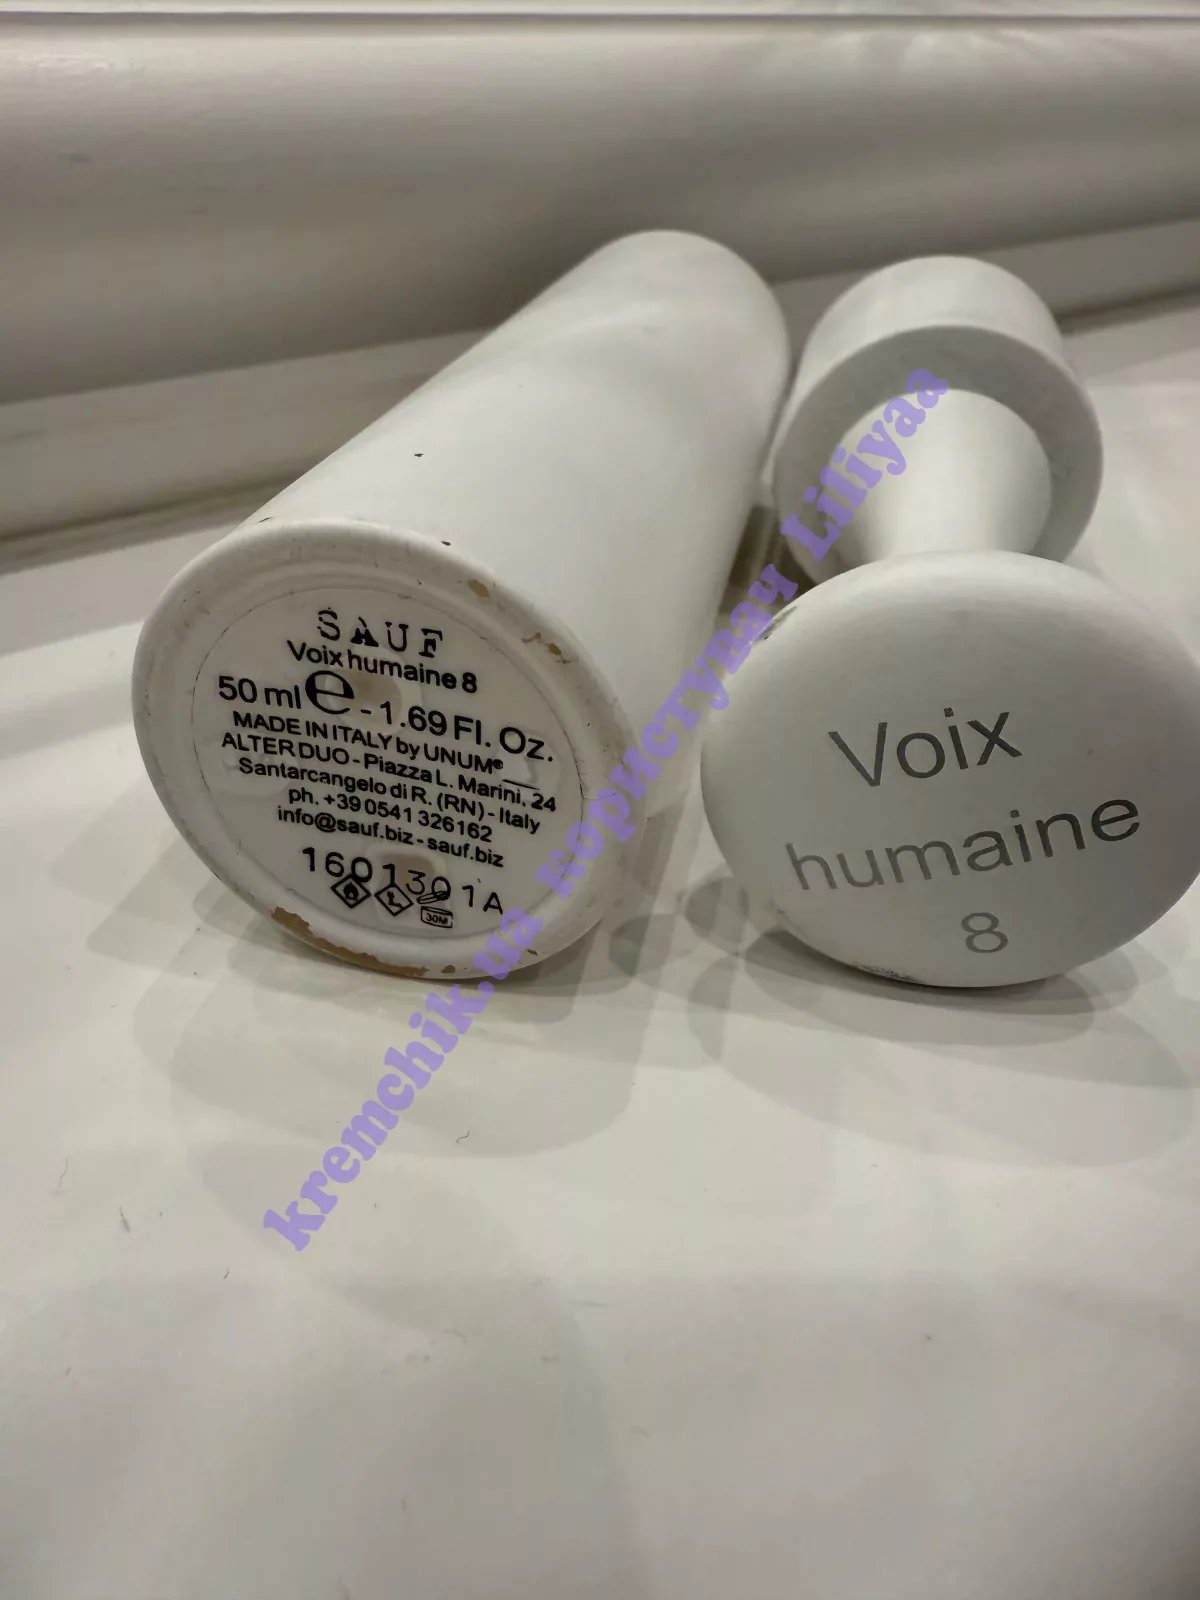 SAUF
Voix humaine 8
50 ml ℮ - 1.69 Fl. Oz.
MADE IN ITALY by UNUM®
ALTER DUO - Piazza L. Marini, 24
Santarcangelo di R. (RN) - Italy
ph. +39 0541 326162
info@sauf.biz - sauf.biz
1601301A
30M
Voix
humaine
8
kremchik.ua користувач Liliyaa